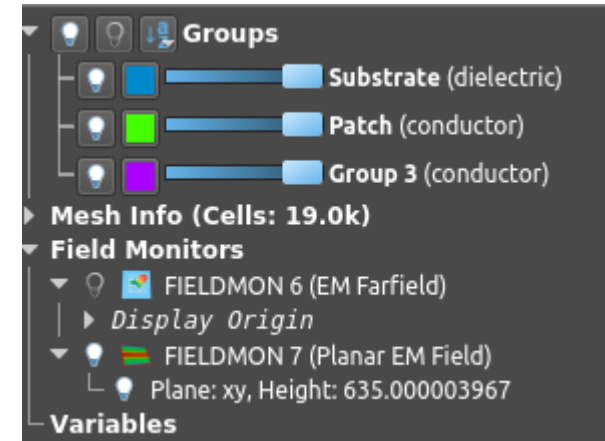 Groups
Substrate (dielectric)
Patch (conductor)
Group 3 (conductor)
Mesh Info (Cells: 19.0k)
Field Monitors
FIELDMON 6 (EM Farfield)
Display Origin
FIELDMON 7 (Planar EM Field)
Plane: xy, Height: 635.000003967
Variables